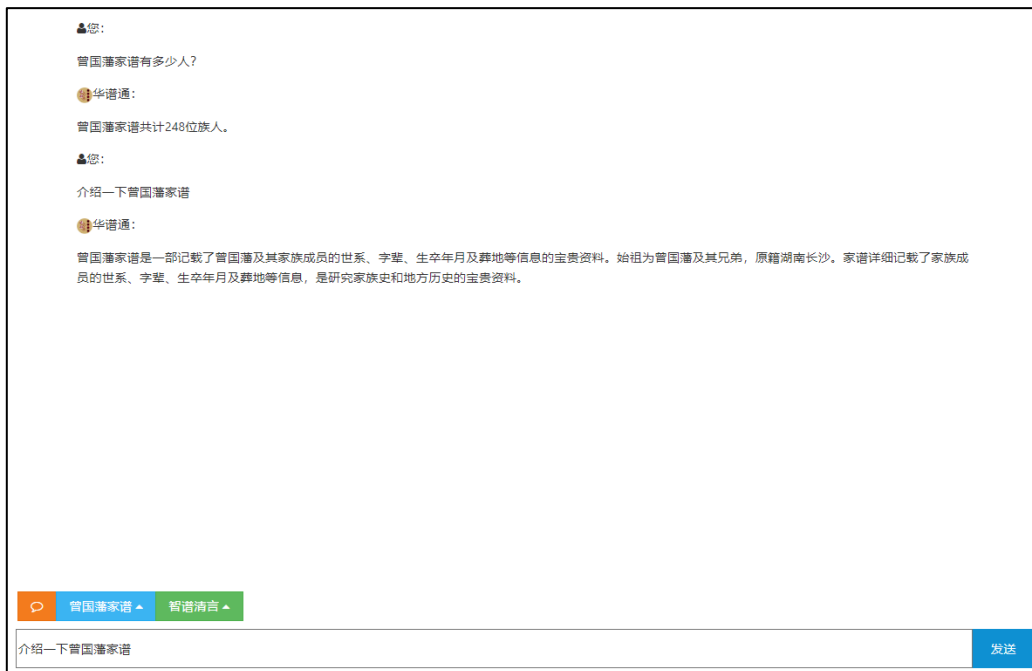 您：
曾国藩家谱有多少人？
华谱通：
曾国藩家谱共计248位族人。
您：
介绍一下曾国藩家谱
华谱通：
曾国藩家谱是一部记载了曾国藩及其家族成员的世系、字辈、生卒年月及葬地等信息的宝贵资料。始祖为曾国藩及其兄弟，原籍湖南长沙。家谱详细记载了家族成
员的世系、字辈、生卒年月及葬地等信息，是研究家族史和地方历史的宝贵资料。
曾国藩家谱 智谱清言
介绍一下曾国藩家谱 发送